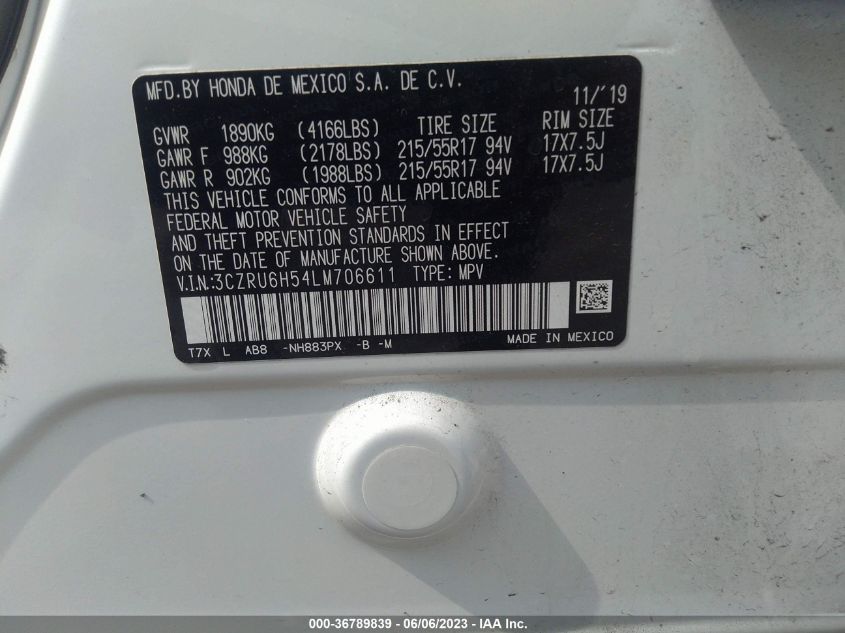 MFD.BY HONDA DE MEXICO S.A. DE C.V.
11/'19
GVWR 1890KG (4166LBS) TIRE SIZE RIM SIZE
GAWR F 988KG (2178LBS) 215/55R17 94V 17X7.5J
GAWR R 902KG (1988LBS) 215/55R17 94V 17X7.5J
THIS VEHICLE CONFORMS TO ALL APPLICABLE
FEDERAL MOTOR VEHICLE SAFETY
AND THEFT PREVENTION STANDARDS IN EFFECT
ON THE DATE OF MANUFACTURE SHOWN ABOVE.
V.I.N.:3CZRU6H54LM706611 TYPE: MPV
T7X L AB8 -NH883PX -B -M MADE IN MEXICO
000-36789839 - 06/06/2023 - IAA Inc.